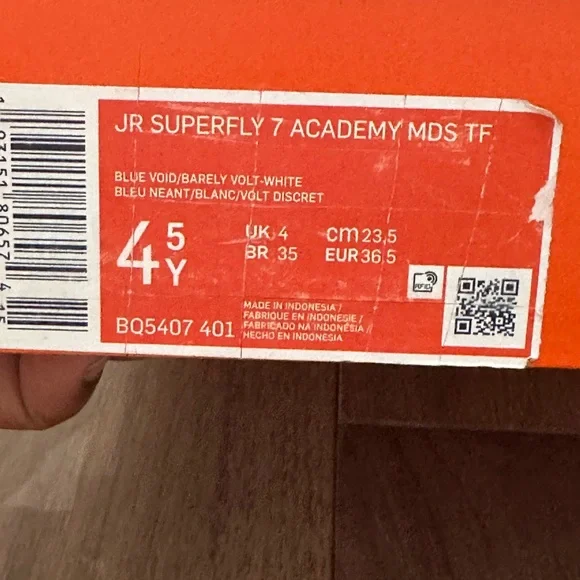 JR SUPERFLY 7 ACADEMY MDS TF
BLUE VOID/BARELY VOLT-WHITE
BLEU NEANT/BLANC/VOLT DISCRET
4 5 Y
UK 4 CM 23,5
BR 35 EUR 36.5
RFID
BQ5407 401
MADE IN INDONESIA /
FABRIQUE EN INDONESIE /
FABRICADO NA INDONÉSIA //
HECHO EN INDONESIA